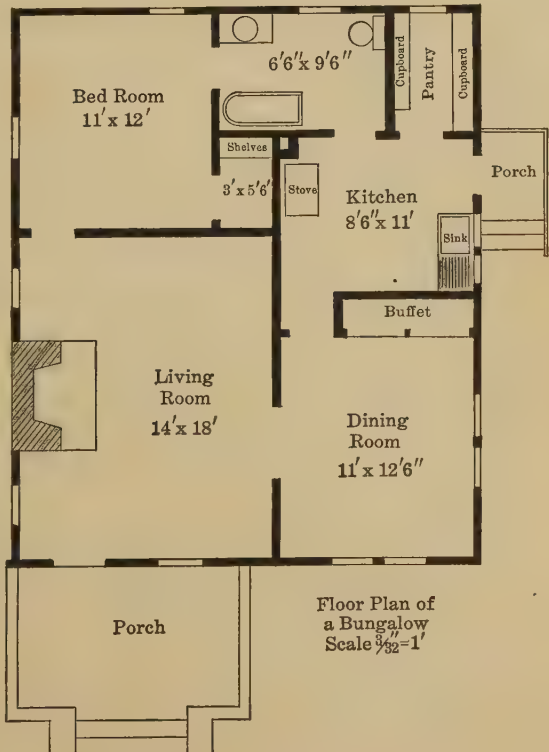 6'6"x 9'6"
Cupboard
Pantry
Cupboard
Bed Room
11'x 12'
Shelves
3'x 5'6"
Stove
Kitchen
8'6"x 11'
Porch
Sink
Buffet
Living
Room
14'x 18'
Dining
Room
11'x 12'6"
Porch
Floor Plan of
a Bungalow
Scale 3/32"=1'